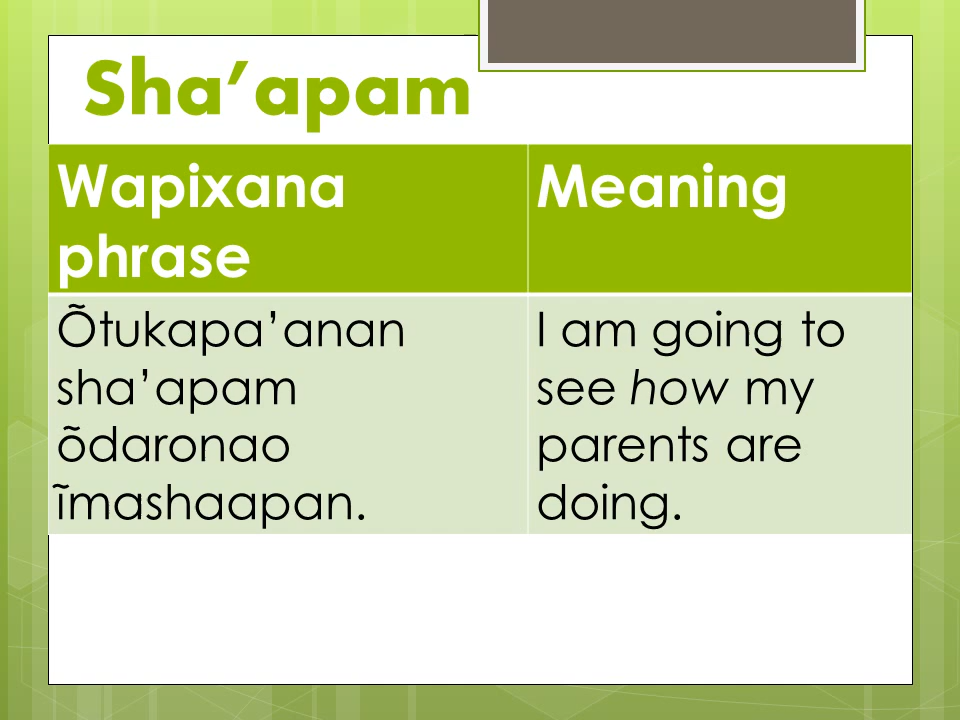 Sha’apam
Wapixana
phrase
Meaning
Õtukapa’anan
sha’apam
õdaronao
ĩmashaapan.
I am going to
see how my
parents are
doing.